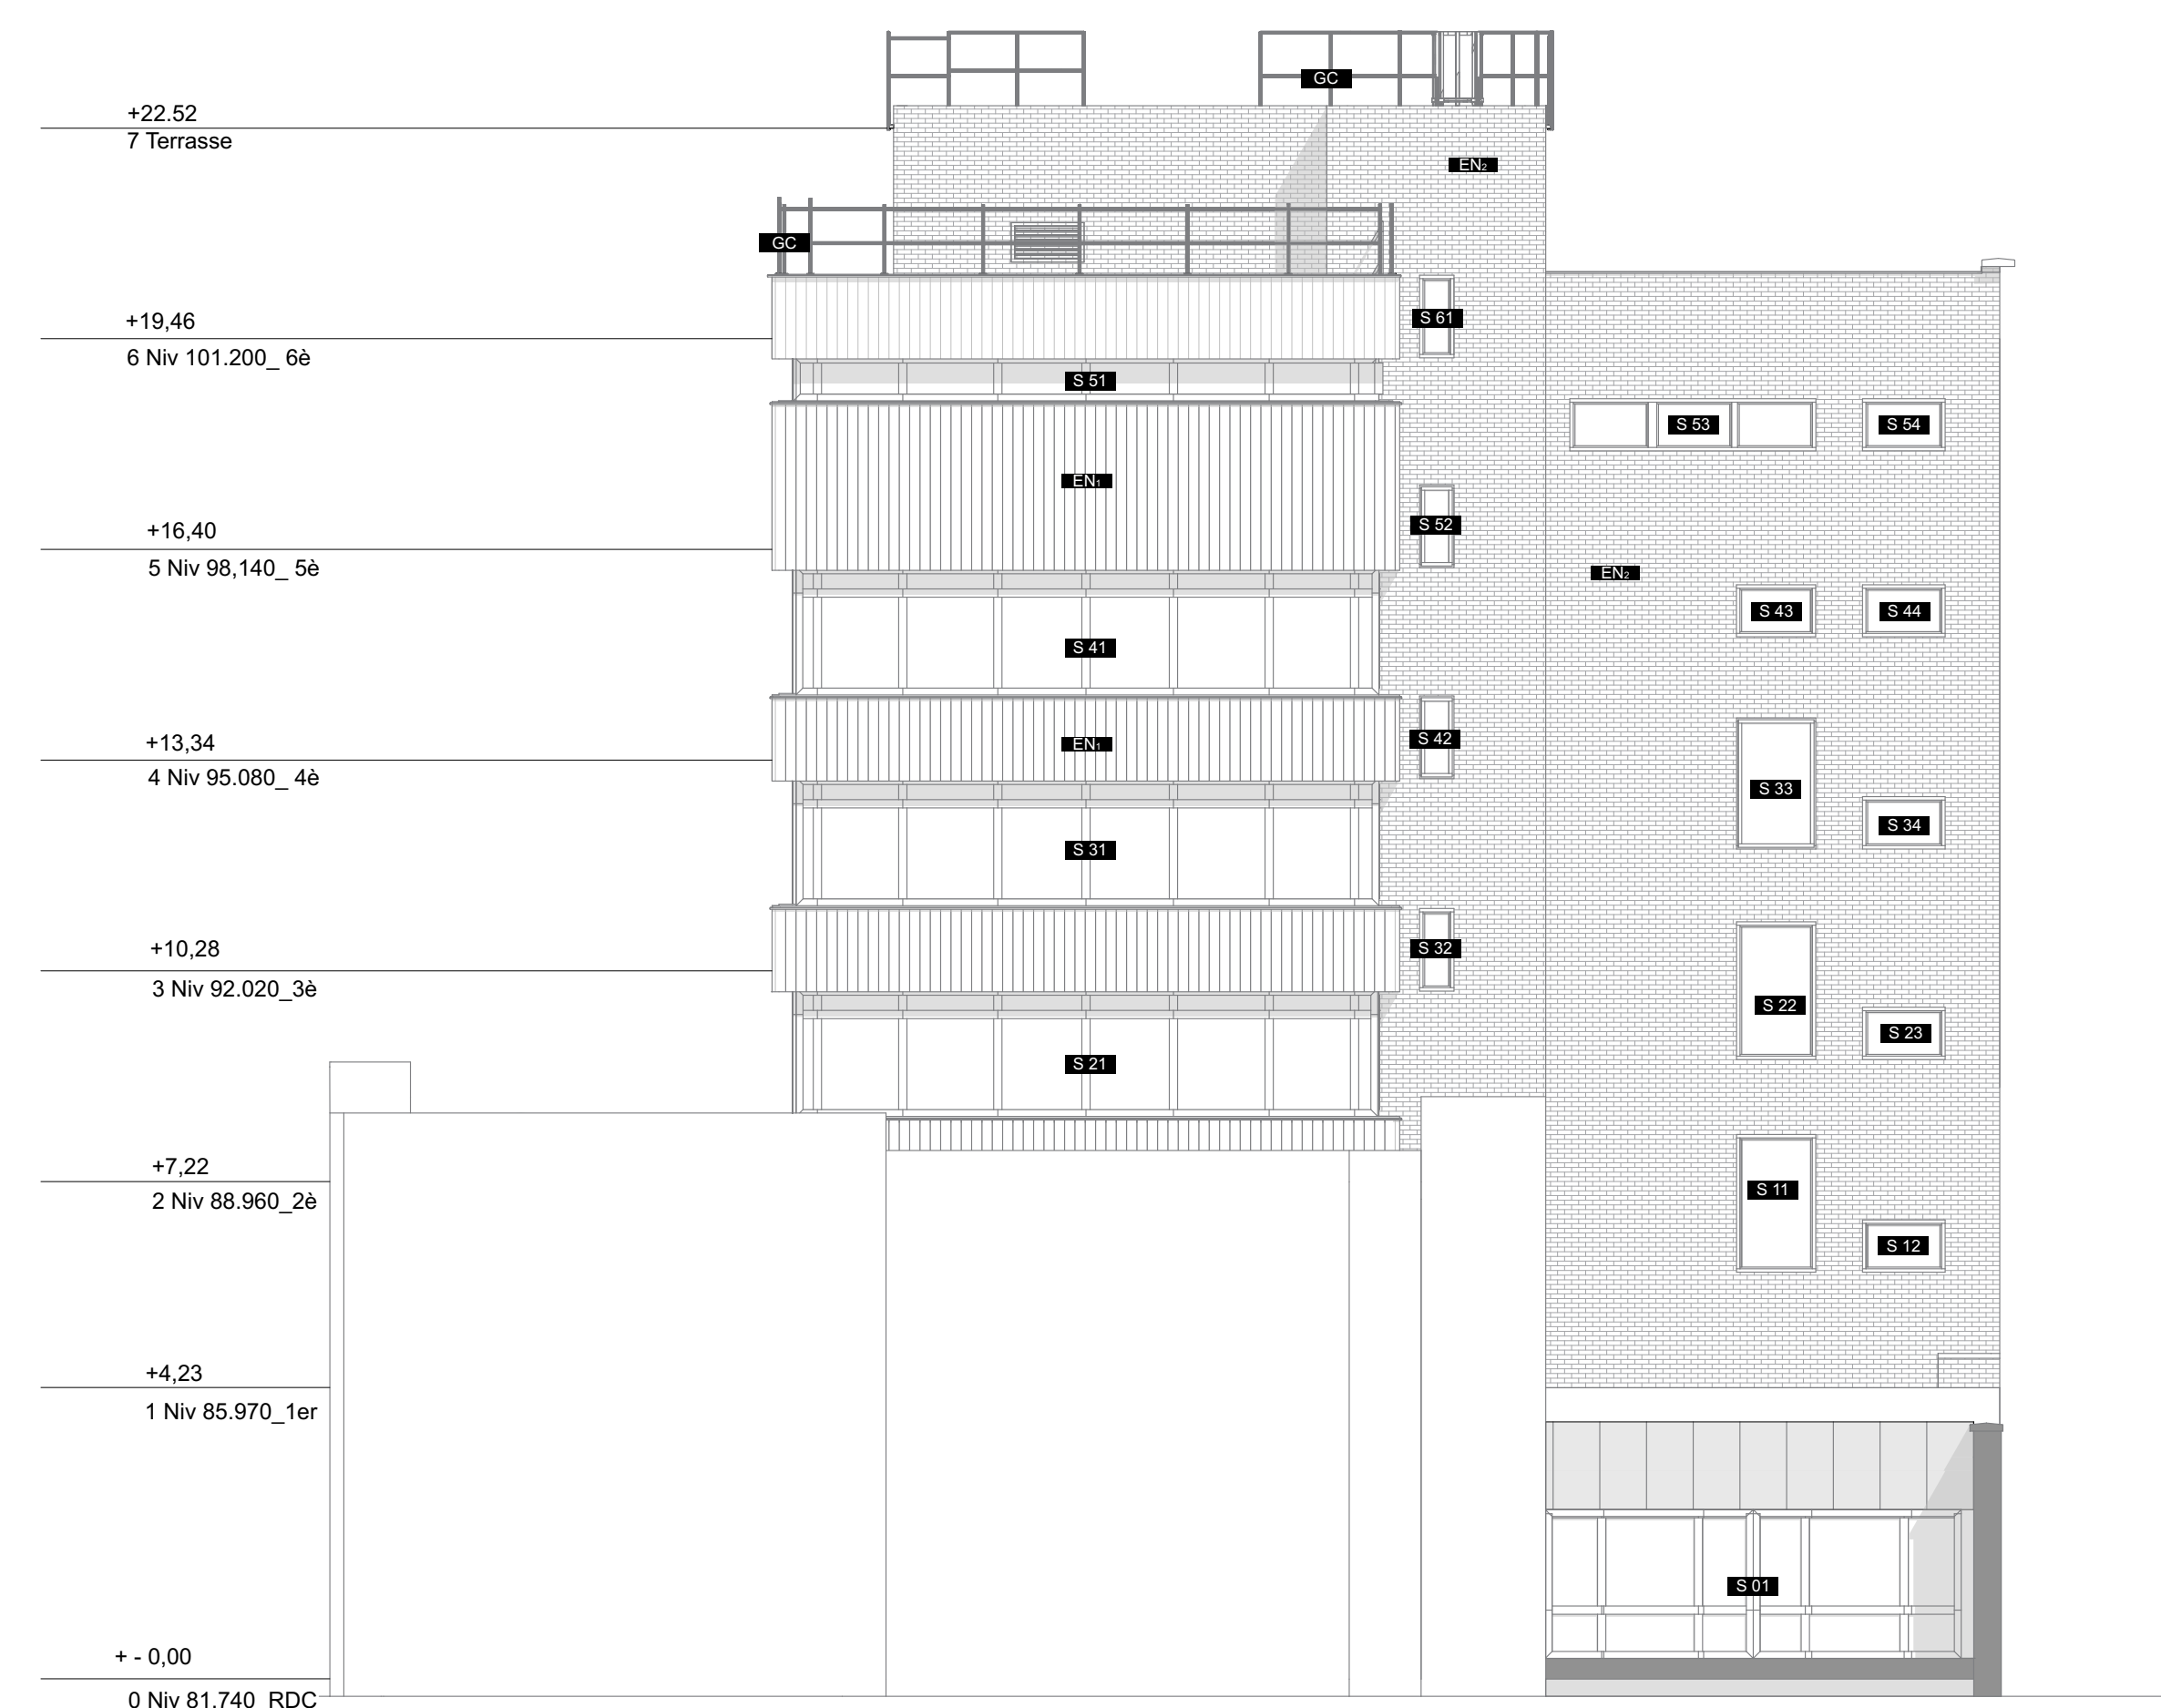 GC
+22.52
7 Terrasse
EN₂
GC
+19,46
S 61
6 Niv 101.200_ 6è
S 51
S 53
S 54
EN₁
+16,40
S 52
5 Niv 98,140_ 5è
EN₂
S 43
S 44
S 41
+13,34
EN₁
S 42
4 Niv 95.080_ 4è
S 33
S 34
S 31
+10,28
S 32
3 Niv 92.020_3è
S 22
S 23
S 21
+7,22
2 Niv 88.960_2è
S 11
S 12
+4,23
1 Niv 85.970_1er
S 01
+ - 0,00
0 Niv 81.740_RDC